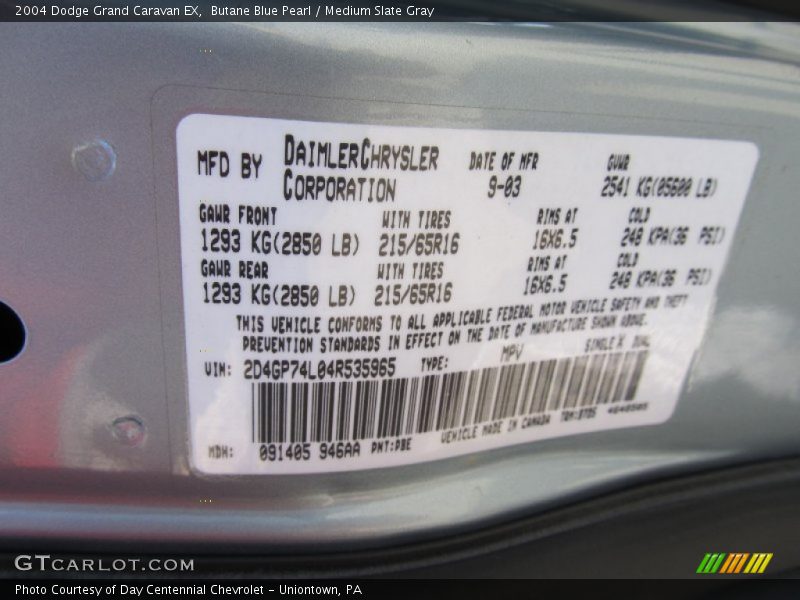 2004 Dodge Grand Caravan EX,  Butane Blue Pearl / Medium Slate Gray
MFD BY DAIMLERCHRYSLER CORPORATION
DATE OF MFR 9-03
GVWR 2541 KG(05600 LB)
GAWR FRONT WITH TIRES RIMS AT COLD
1293 KG(2850 LB) 215/65R16 16X6.5 248 KPA(36 PSI)
GAWR REAR WITH TIRES RIMS AT COLD
1293 KG(2850 LB) 215/65R16 16X6.5 248 KPA(36 PSI)
THIS VEHICLE CONFORMS TO ALL APPLICABLE FEDERAL MOTOR VEHICLE SAFETY AND THEFT
PREVENTION STANDARDS IN EFFECT ON THE DATE OF MANUFACTURE SHOWN ABOVE.
VIN: 2D4GP74L04R535965 TYPE: MPV SINGLE X DUAL
MDH: 091405 946AA PNT:PBE VEHICLE MADE IN CANADA
GTCARLOT.COM
Photo Courtesy of Day Centennial Chevrolet - Uniontown, PA